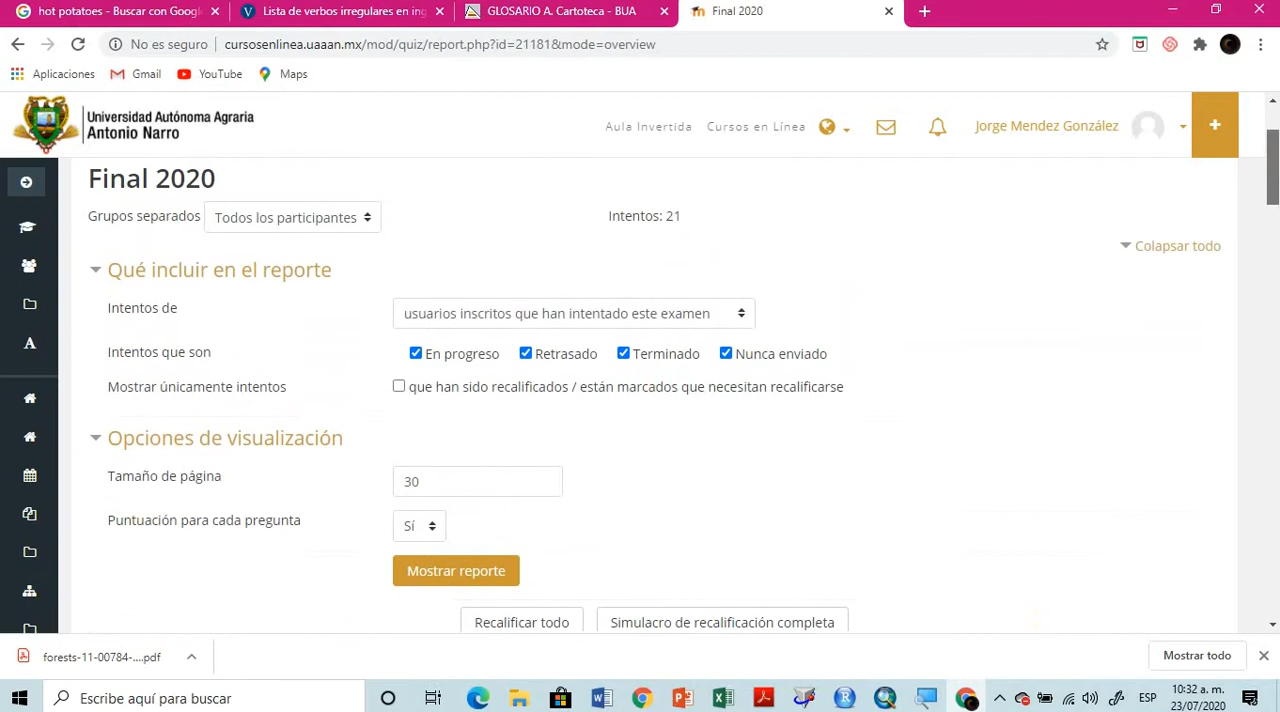 hot potatoes - Buscar con Googl
Lista de verbos irregulares en ing
GLOSARIO A. Cartoteca - BUA
Final 2020
No es seguro
cursosenlinea.uaaan.mx/mod/quiz/report.php?id=21181&mode=overview
Aplicaciones
Gmail
YouTube
Maps
Universidad Autónoma Agraria
Antonio Narro
Aula Invertida
Cursos en Línea
Jorge Mendez González
Final 2020
Grupos separados
Todos los participantes
Intentos: 21
Colapsar todo
Qué incluir en el reporte
Intentos de
usuarios inscritos que han intentado este examen
Intentos que son
En progreso
Retrasado
Terminado
Nunca enviado
Mostrar únicamente intentos
que han sido recalificados / están marcados que necesitan recalificarse
Opciones de visualización
Tamaño de página
30
Puntuación para cada pregunta
Sí
Mostrar reporte
Recalificar todo
Simulacro de recalificación completa
forests-11-00784-....pdf
Mostrar todo
Escribe aquí para buscar
ESP
10:32 a. m.
23/07/2020